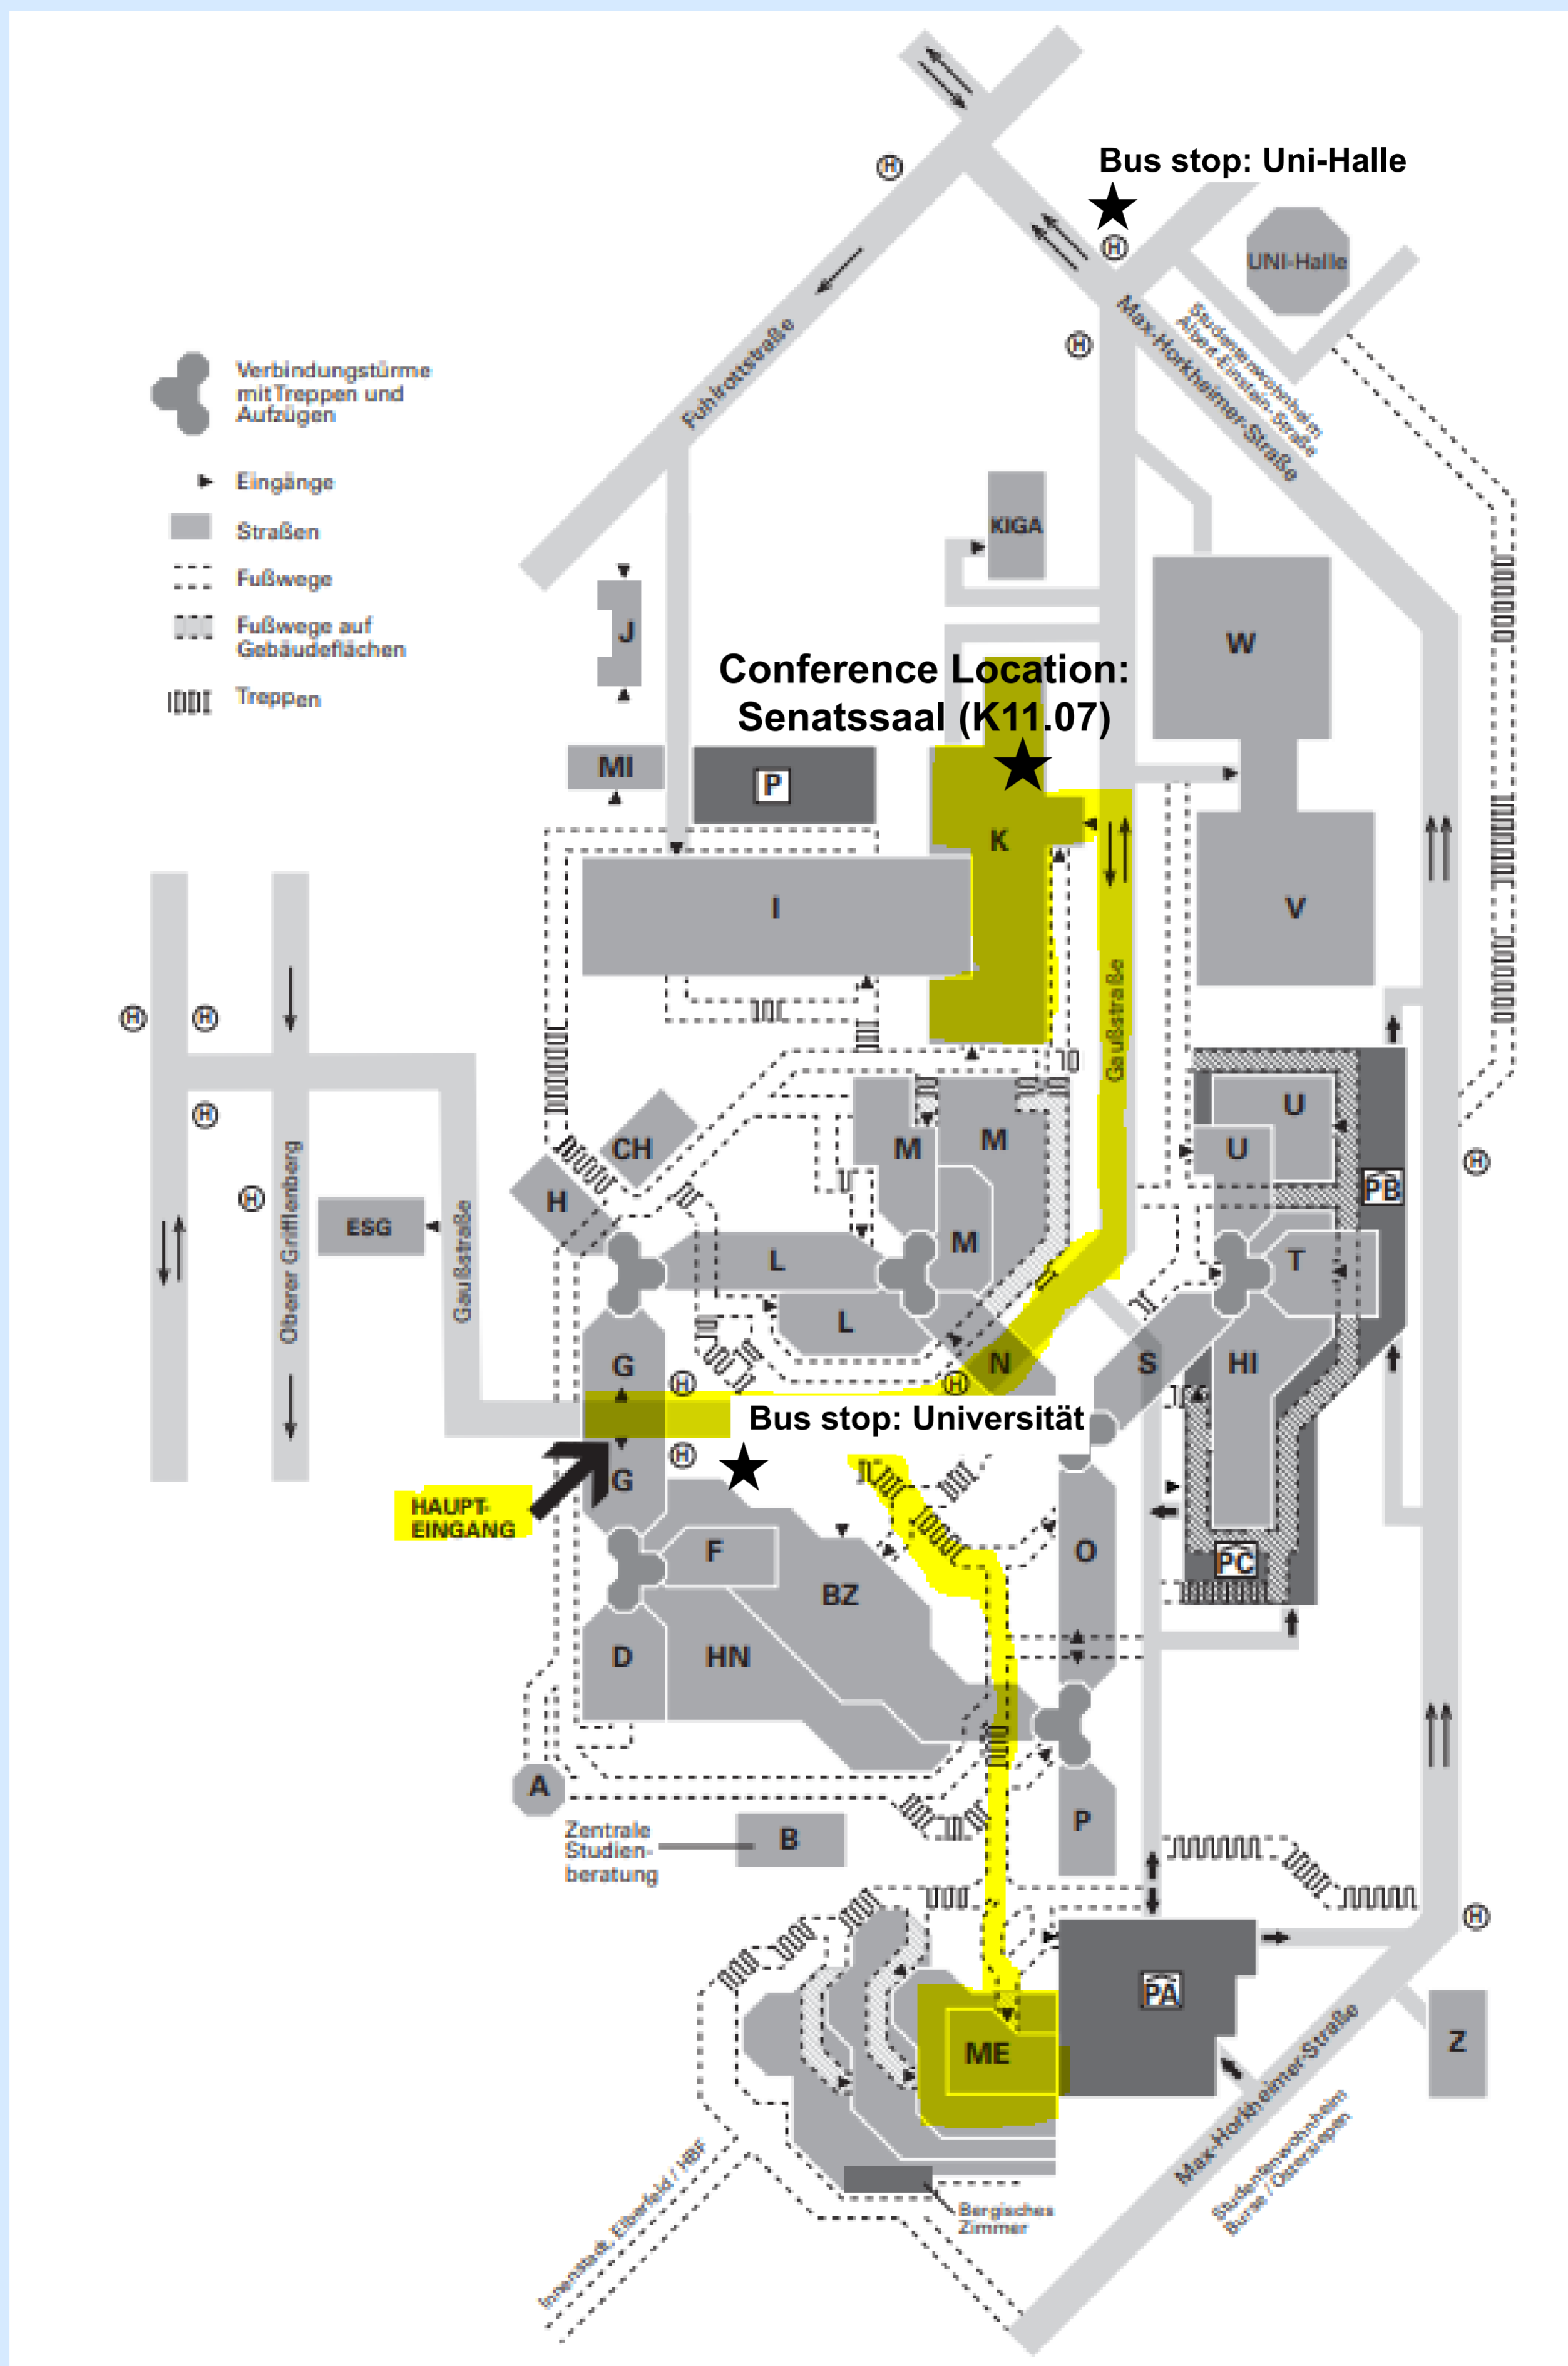 Bus stop: Uni-Halle
H
H
UNI-Halle
H
Max-Horkheimer-Straße
Studentenwohnheim
Albert-Einstein-Straße
Fuhlrottstraße
Verbindungstürme
mit Treppen und
Aufzügen
Eingänge
Straßen
Fußwege
Fußwege auf
Gebäudeflächen
Treppen
KIGA
J
W
Conference Location:
Senatssaal (K11.07)
MI
P
K
I
V
Gaußstraße
H
H
H
H
Oberer Grifflenberg
ESG
Gaußstraße
CH
H
M
M
M
U
U
PB
H
L
L
T
G
N
S
HI
H
H
Bus stop: Universität
H
HAUPT-
EINGANG
G
F
BZ
O
PC
D
HN
A
Zentrale
Studien-
beratung
B
P
H
PA
ME
Z
Max-Horkheimer-Straße
Studentenwohnheim
Burse / Ostersiepen
Innenstadt, Elberfeld / HBF
Bergisches
Zimmer